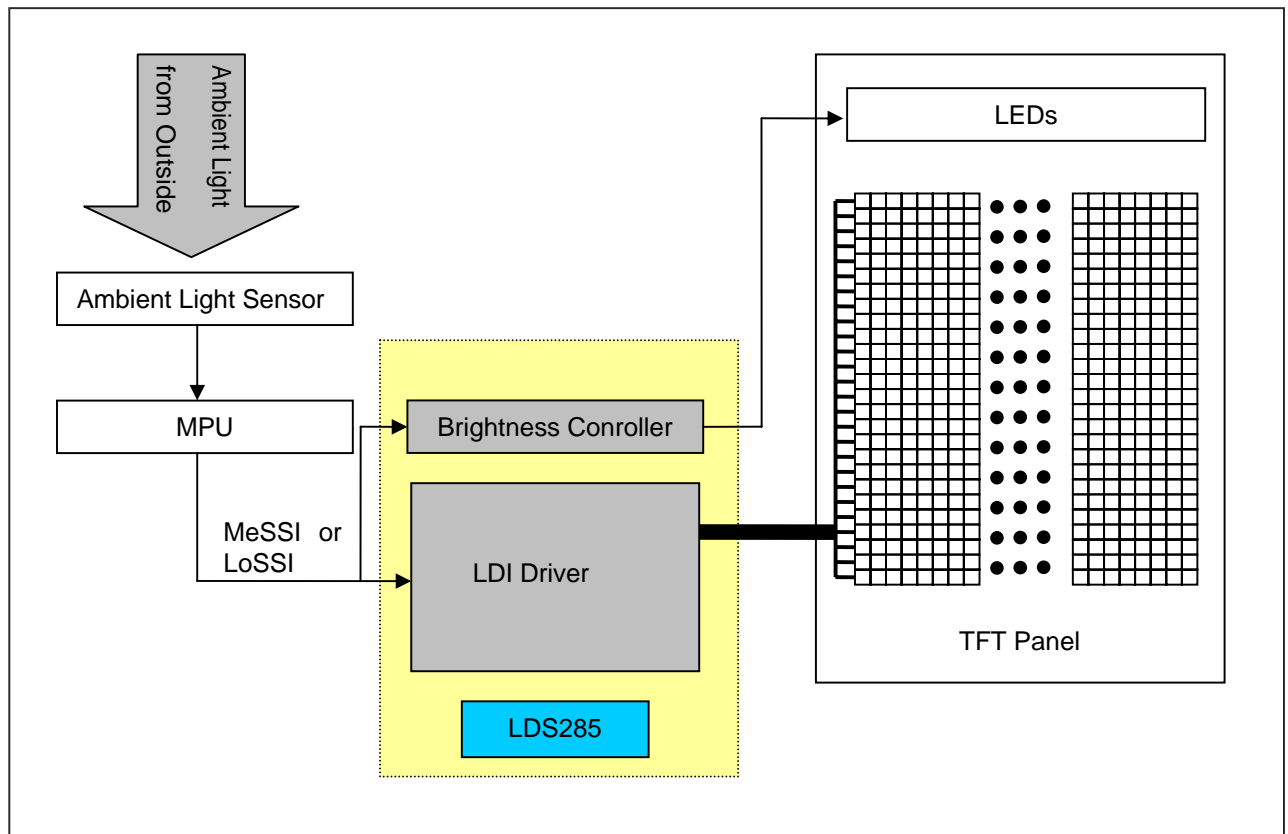 Ambient Light
from Outside
LEDs
Ambient Light Sensor
MPU
Brightness Conroller
MeSSI or
LoSSI
LDI Driver
TFT Panel
LDS285